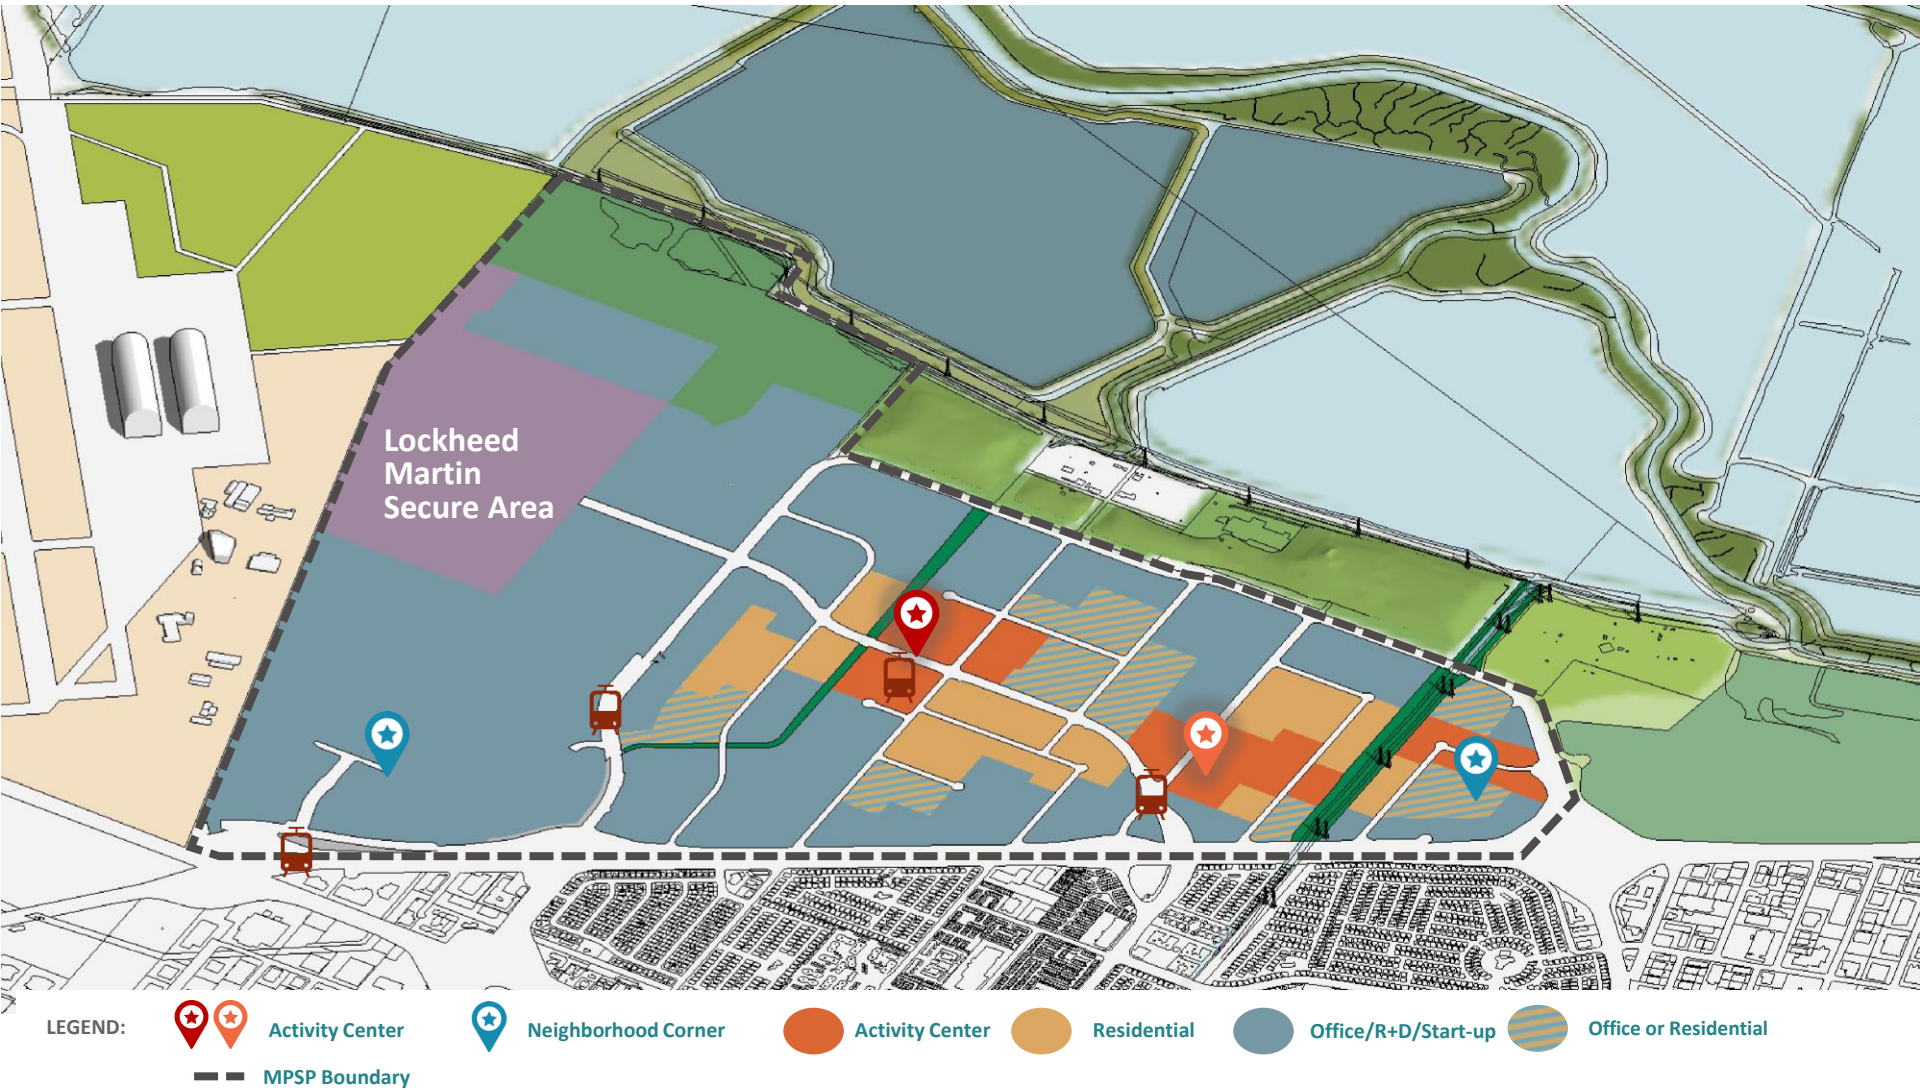 Lockheed
Martin
Secure Area
LEGEND:
Activity Center
Neighborhood Corner
Activity Center
Residential
Office/R+D/Start-up
Office or Residential
MPSP Boundary